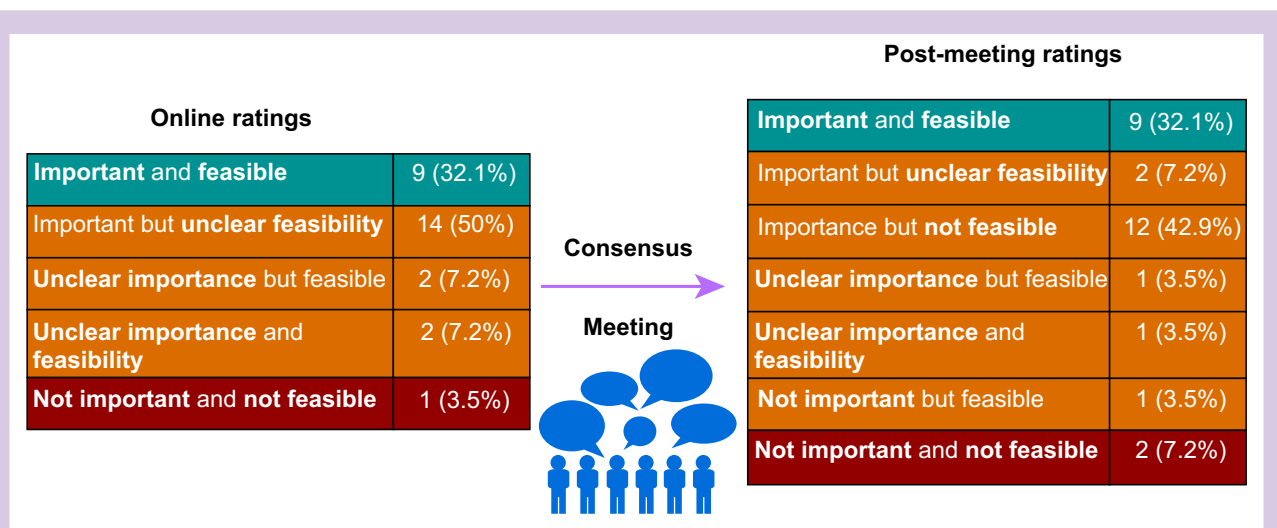 Online ratings
Important and feasible 9 (32.1%)
Important but unclear feasibility 14 (50%)
Unclear importance but feasible 2 (7.2%)
Unclear importance and 2 (7.2%)
feasibility
Not important and not feasible 1 (3.5%)
Consensus
Meeting
Post-meeting ratings
Important and feasible 9 (32.1%)
Important but unclear feasibility 2 (7.2%)
Importance but not feasible 12 (42.9%)
Unclear importance but feasible 1 (3.5%)
Unclear importance and 1 (3.5%)
feasibility
Not important but feasible 1 (3.5%)
Not important and not feasible 2 (7.2%)